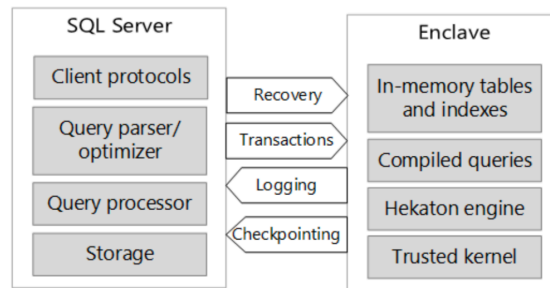 SQL Server
Client protocols
Query parser/
optimizer
Query processor
Storage
Recovery
Transactions
Logging
Checkpointing
Enclave
In-memory tables
and indexes
Compiled queries
Hekaton engine
Trusted kernel